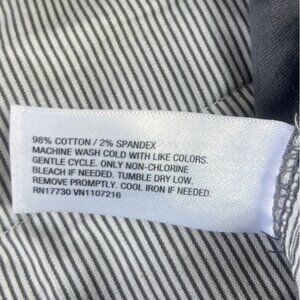 98% COTTON / 2% SPANDEX
MACHINE WASH COLD WITH LIKE COLORS.
GENTLE CYCLE. ONLY NON-CHLORINE
BLEACH IF NEEDED. TUMBLE DRY LOW.
REMOVE PROMPTLY. COOL IRON IF NEEDED.
RN17730 VN1107216